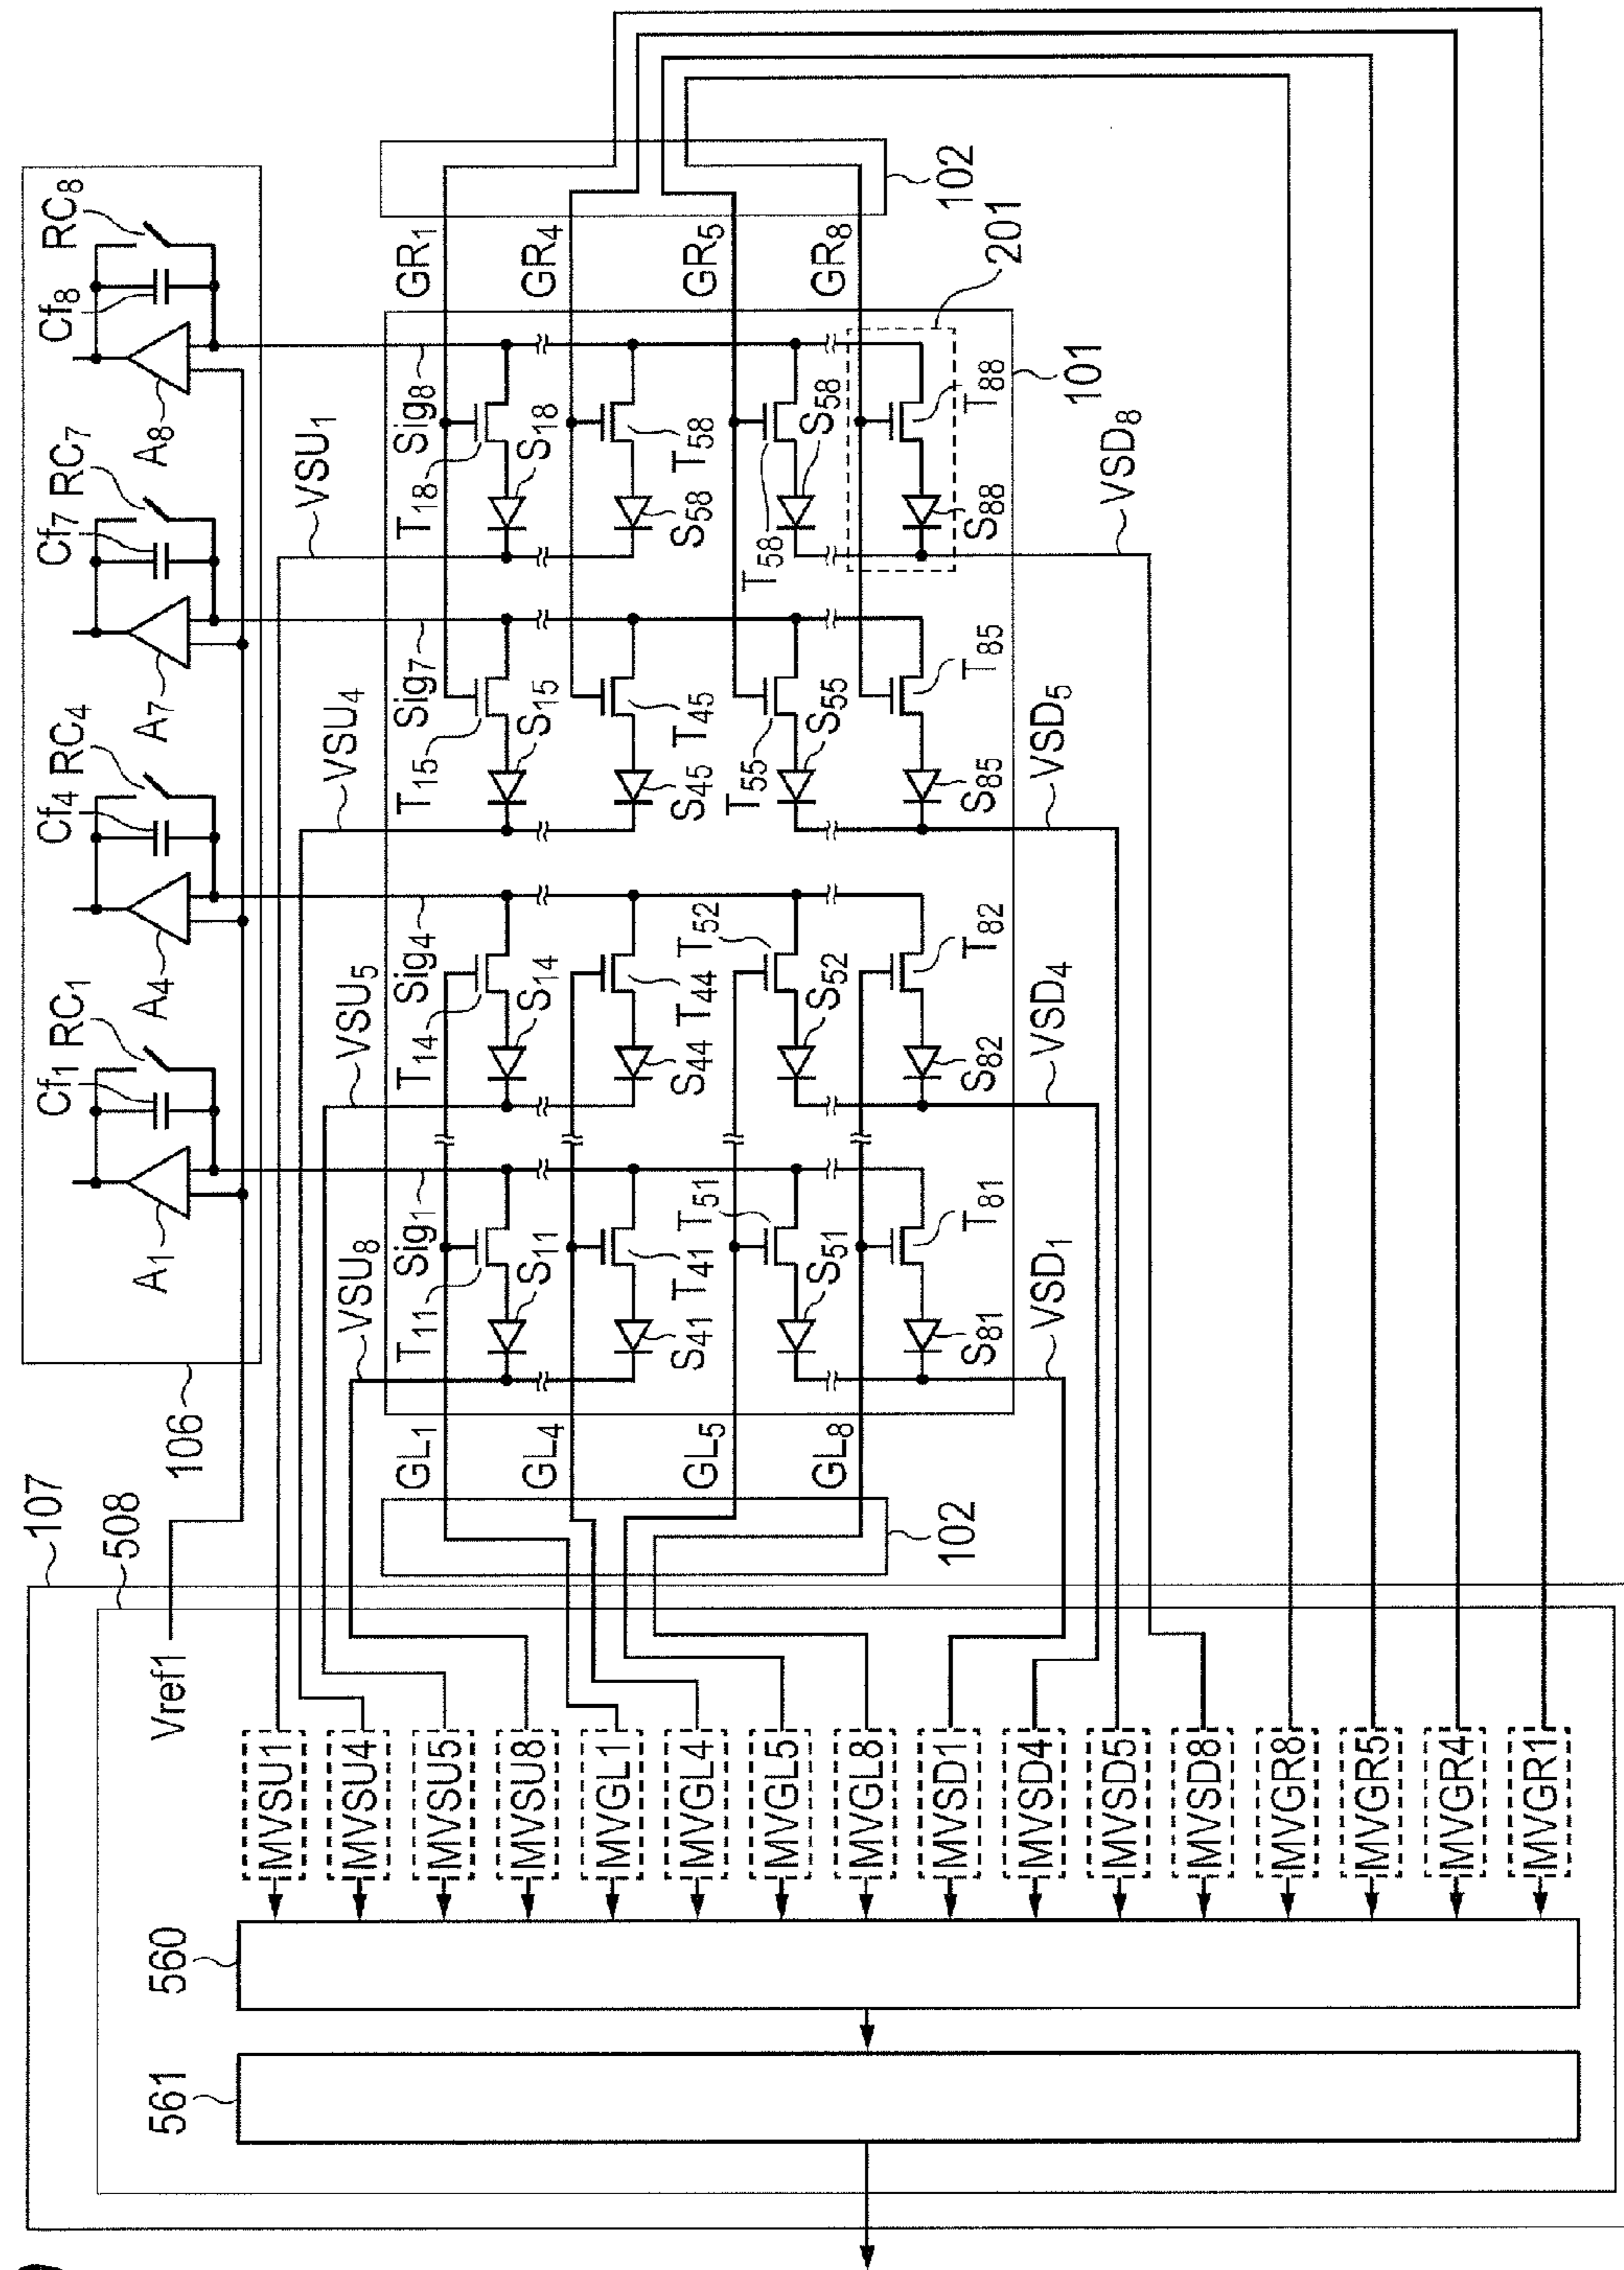 Cf1 RC1
Cf4 RC4
Cf7 RC7
Cf8 RC8
A1
A4
A7
A8
106
107
508
Vref1
VSU8
VSU5
VSU4
VSU1
Sig1
Sig4
Sig7
Sig8
GL1
GL4
GL5
GL8
GR1
GR4
GR5
GR8
T11
S11
T14
S14
T15
S15
T18
S18
T41
S41
T44
S44
T45
S45
T58
S58
T51
S51
T52
S52
T55
S55
T58
S58
T81
S81
T82
S82
T85
S85
T88
S88
102
102
201
101
VSD1
VSD4
VSD5
VSD8
MVSU1
MVSU4
MVSU5
MVSU8
MVGL1
MVGL4
MVGL5
MVGL8
MVSD1
MVSD4
MVSD5
MVSD8
MVGR8
MVGR5
MVGR4
MVGR1
560
561